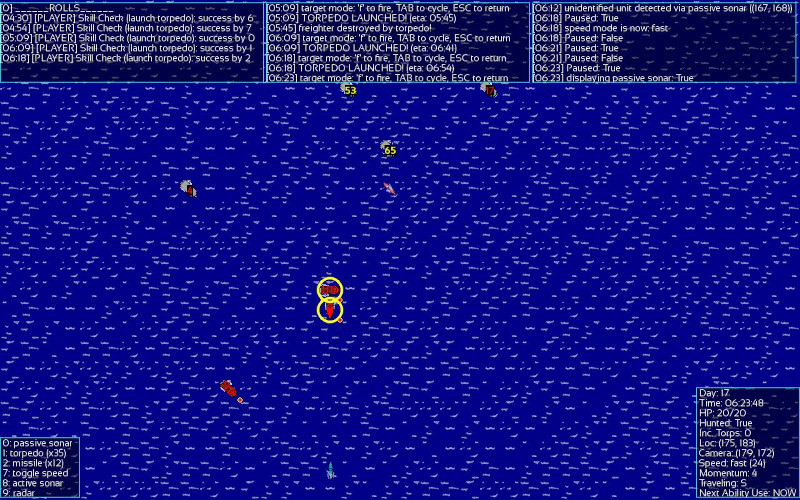 0] ______ROLLS______
[04:30] [PLAYER] Skill Check (launch torpedo): success by 6
[04:54] [PLAYER] Skill Check (launch torpedo): success by 7
[05:09] [PLAYER] Skill Check (launch torpedo): success by 0
[06:09] [PLAYER] Skill Check (launch torpedo): success by 1
[06:18] [PLAYER] Skill Check (launch torpedo): success by 2
[05:09] target mode: 'f' to fire, TAB to cycle, ESC to return
[05:09] TORPEDO LAUNCHED! (eta: 05:45)
[05:45] freighter destroyed by torpedo!
[06:09] target mode: 'f' to fire, TAB to cycle, ESC to return
[06:09] TORPEDO LAUNCHED! (eta: 06:41)
[06:18] target mode: 'f' to fire, TAB to cycle, ESC to return
[06:18] TORPEDO LAUNCHED! (eta: 06:54)
[06:23] target mode: 'f' to fire, TAB to cycle, ESC to return
[06:12] unidentified unit detected via passive sonar ((167, 168))
[06:18] Paused: True
[06:18] speed mode is now: fast
[06:18] Paused: False
[06:21] Paused: True
[06:21] Paused: False
[06:23] Paused: True
[06:23] displaying passive sonar: True
53
65
0: passive sonar
1: torpedo (x35)
2: missile (x12)
7: toggle speed
8: active sonar
9: radar
Day: 17
Time: 06:23:48
HP: 20/20
Hunted: True
Inc. Torps: 0
Loc: (175, 183)
Camera: (179, 172)
Speed: fast (24)
Momentum: 4
Traveling: S
Next Ability Use: NOW